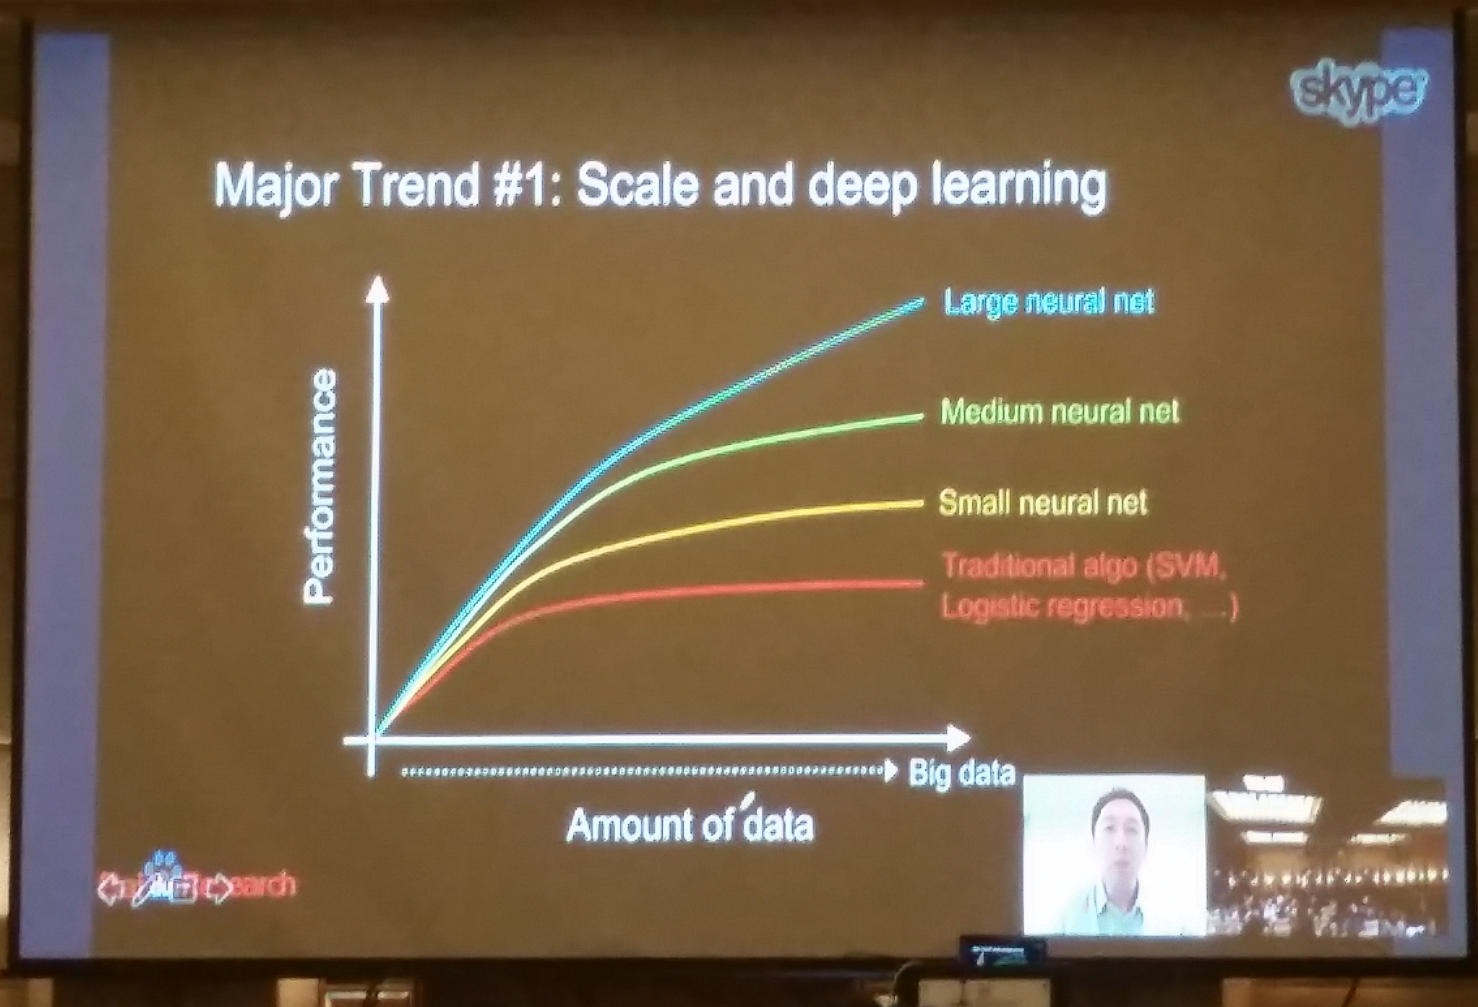 skype
Major Trend #1: Scale and deep learning
Large neural net
Medium neural net
Performance
Small neural net
Traditional algo (SVM,
Logistic regression, ...)
Big data
Amount of data